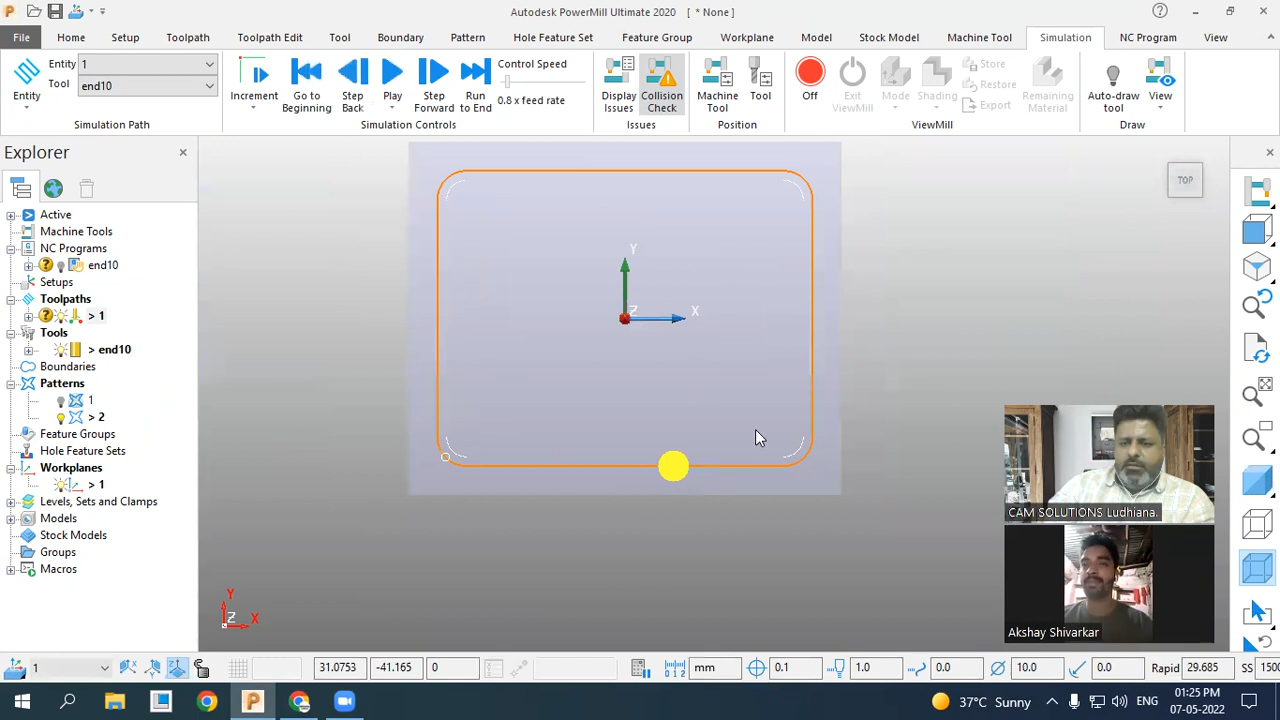 Autodesk PowerMill Ultimate 2020 [ * None ]
File Home Setup Toolpath Toolpath Edit Tool Boundary Pattern Hole Feature Set Feature Group Workplane Model Stock Model Machine Tool Simulation NC Program View
Entity
Entity 1
Tool end10
Simulation Path
Increment
Go to Beginning
Step Back
Play
Step Forward
Run to End
Control Speed
0.8 x feed rate
Simulation Controls
Display Issues
Collision Check
Issues
Machine Tool
Tool
Position
Off
Exit ViewMill
Mode
Shading
Store
Restore
Export
Remaining Material
ViewMill
Auto-draw tool
View
Draw
Explorer
Active
Machine Tools
NC Programs
end10
Setups
Toolpaths
> 1
Tools
> end10
Boundaries
Patterns
1
> 2
Feature Groups
Hole Feature Sets
Workplanes
> 1
Levels, Sets and Clamps
Models
Stock Models
Groups
Macros
TOP
Y
Z
X
Y
Z
X
CAM SOLUTIONS Ludhiana.
Akshay Shivarkar
1 31.0753 -41.165 0 mm 0.1 1.0 0.0 10.0 0.0 Rapid 29.685 SS 1500
37°C Sunny
ENG
01:25 PM
07-05-2022